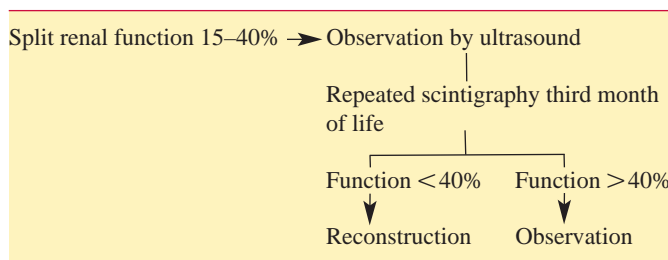 Split renal function 15–40% Observation by ultrasound
Repeated scintigraphy third month
of life
Function <40% Function >40%
Reconstruction Observation